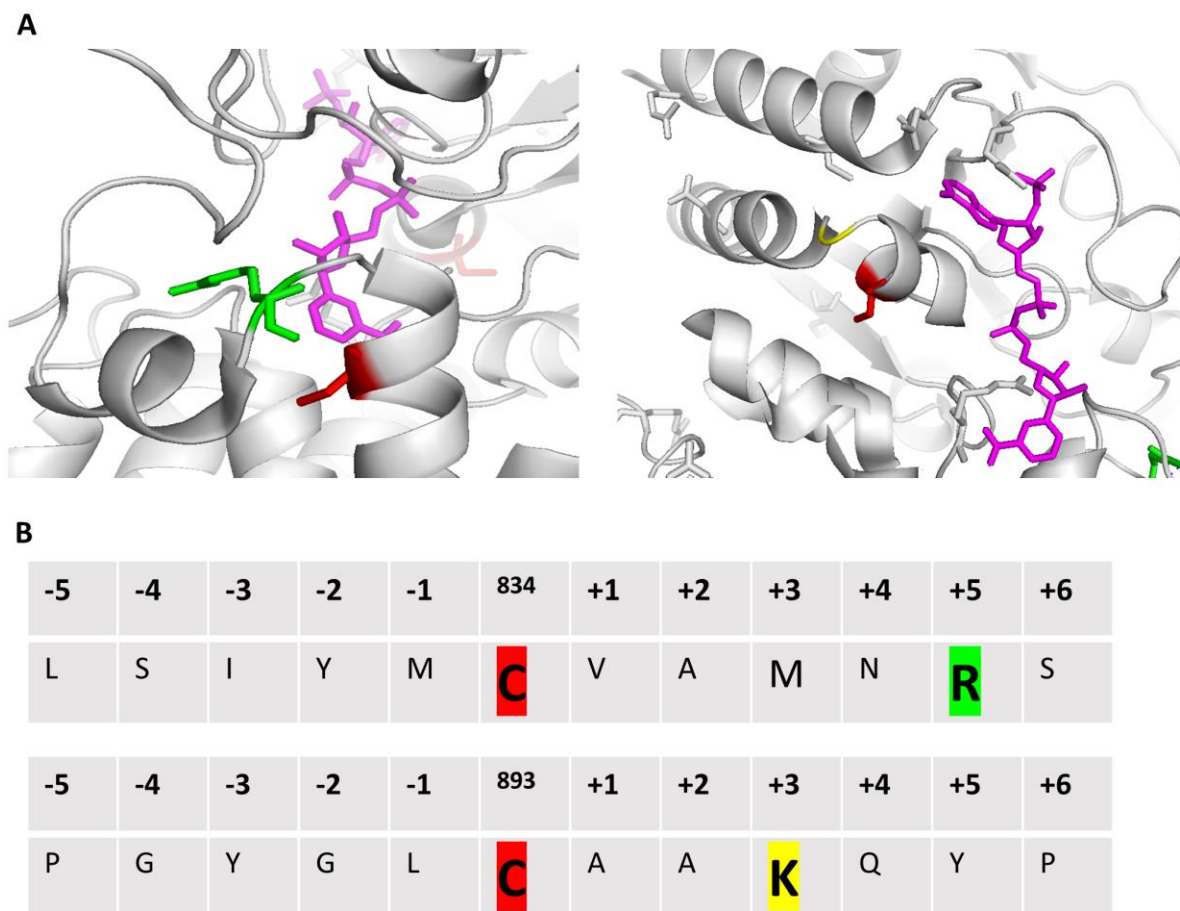 A
B
-5 -4 -3 -2 -1 834 +1 +2 +3 +4 +5 +6
L S I Y M C V A M N R S
-5 -4 -3 -2 -1 893 +1 +2 +3 +4 +5 +6
P G Y G L C A A K Q Y P